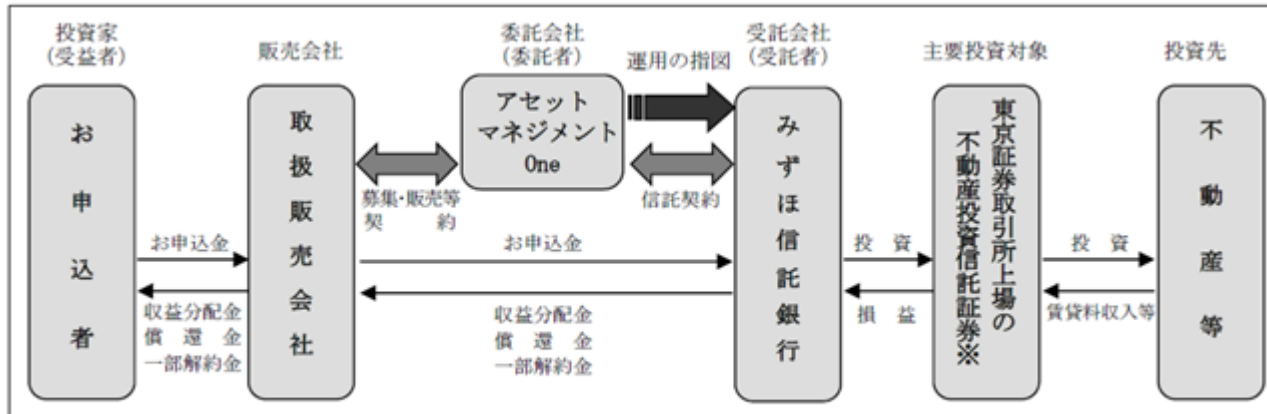 投資家
(受益者)
販売会社
委託会社
(委託者)
運用の指図
受託会社
(受託者)
主要投資対象
投資先
お申込者
取扱販売会社
アセット
マネジメント
One
みずほ信託銀行
東京証券取引所上場の
不動産投資信託証券※
不動産等
募集・販売等
契約
信託契約
お申込金
収益分配金
償還金
一部解約金
お申込金
収益分配金
償還金
一部解約金
投資
損益
投資
賃貸料収入等